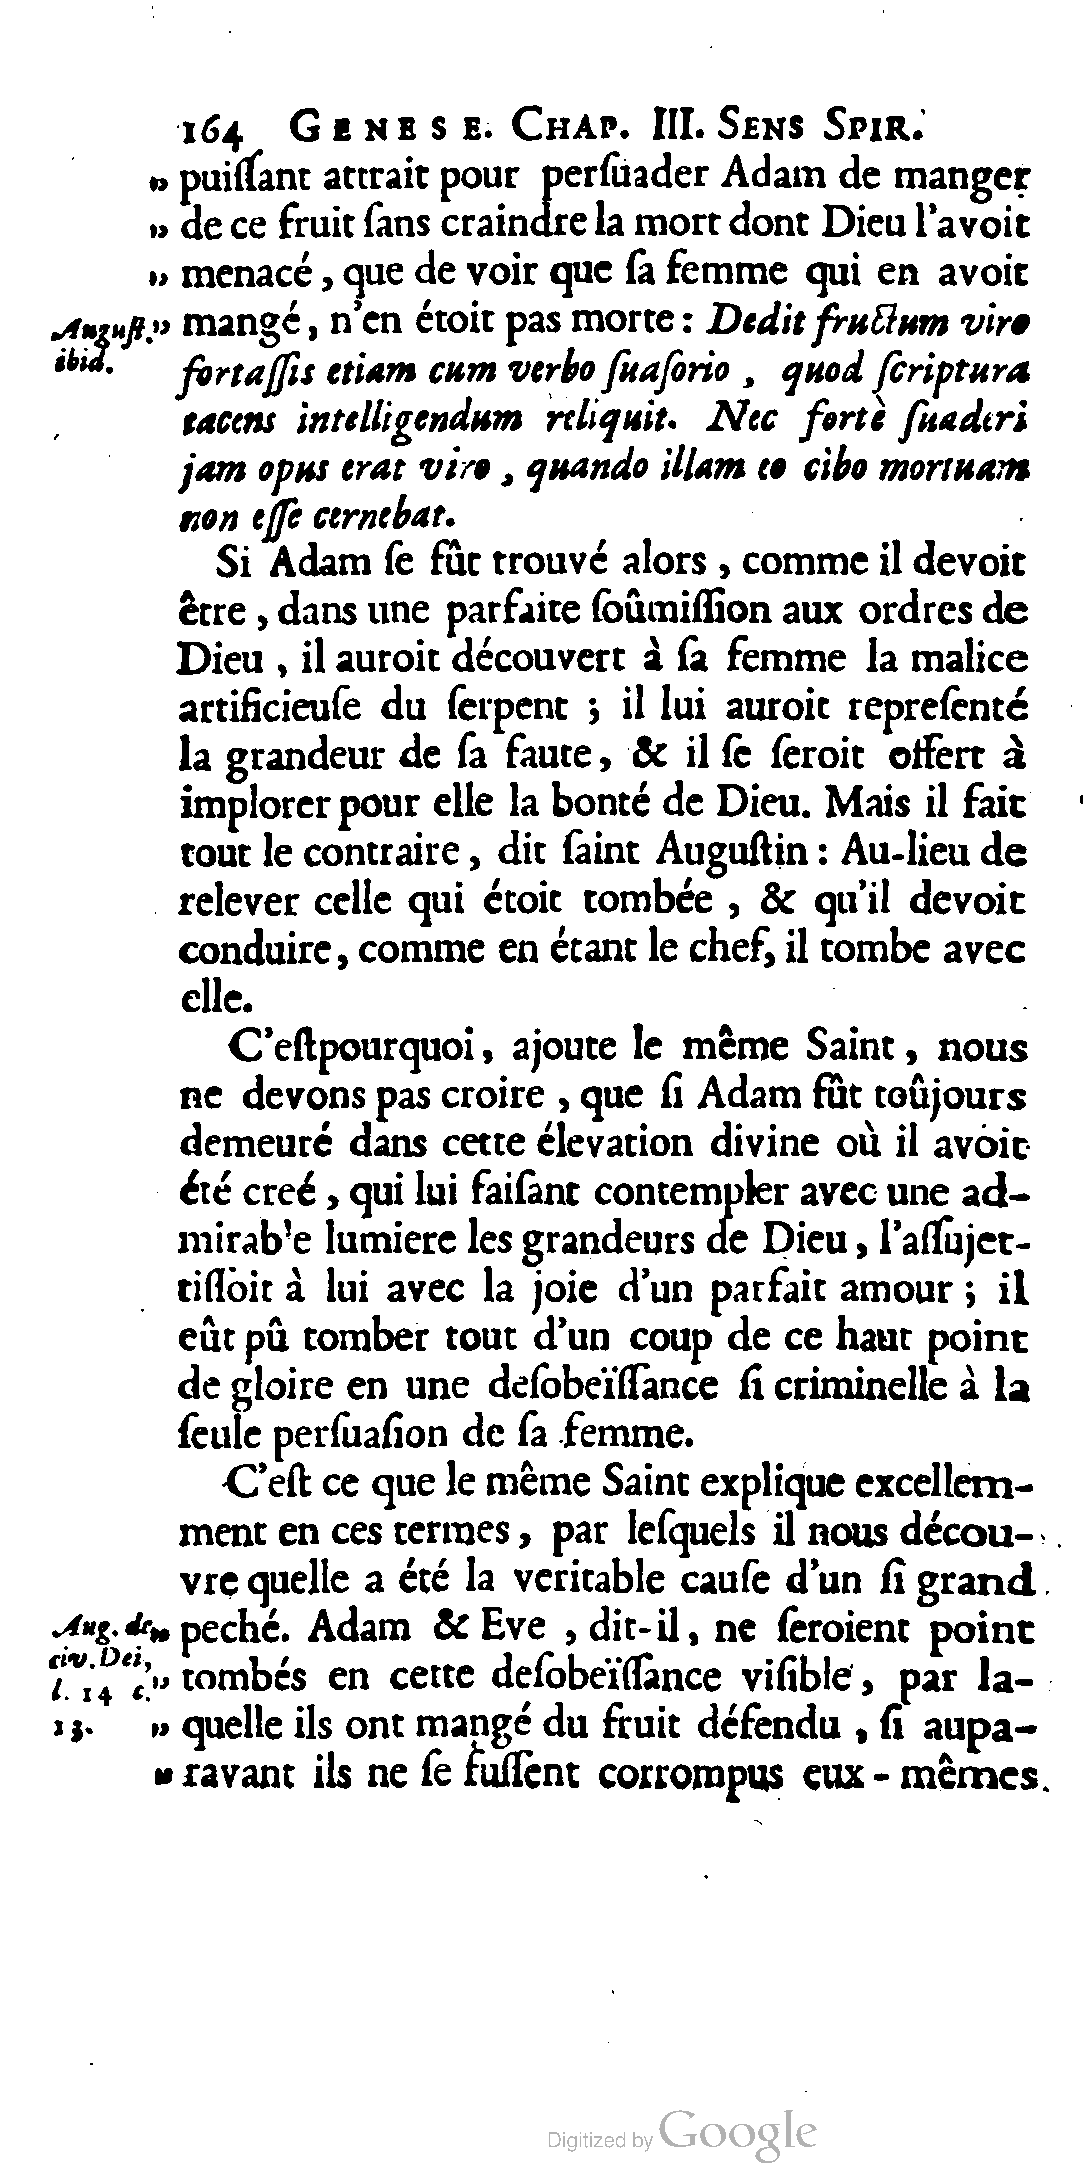 164 GENESE. CHAP. III. SENS SPIR.
„ puiſſant attrait pour perſuader Adam de manger
„ de ce fruit ſans craindre la mort dont Dieu l'avoit
„ menacé, que de voir que ſa femme qui en avoit
Auguſt. „ mangé, n'en étoit pas morte: Dedit fructum viro
ibid. fortaſſis etiam cum verbo ſuaſorio, quod ſcriptura
tacens intelligendum reliquit. Nec fortè ſuaderi
jam opus erat viro, quando illam eo cibo mortuam
non eſſe cernebat.
Si Adam ſe fût trouvé alors, comme il devoit
être, dans une parfaite ſoûmiſſion aux ordres de
Dieu, il auroit découvert à ſa femme la malice
artificieuſe du ſerpent; il lui auroit repreſenté
la grandeur de ſa faute, & il ſe ſeroit offert à
implorer pour elle la bonté de Dieu. Mais il fait
tout le contraire, dit ſaint Auguſtin: Au-lieu de
relever celle qui étoit tombée, & qu'il devoit
conduire, comme en étant le chef, il tombe avec
elle.
C'eſtpourquoi, ajoute le même Saint, nous
ne devons pas croire, que ſi Adam fût toûjours
demeuré dans cette élevation divine où il avoit
été creé, qui lui faiſant contempler avec une ad-
mirable lumiere les grandeurs de Dieu, l'aſſujet-
tiſſoit à lui avec la joie d'un parfait amour; il
eût pû tomber tout d'un coup de ce haut point
de gloire en une deſobeïſſance ſi criminelle à la
ſeule perſuaſion de ſa femme.
C'eſt ce que le même Saint explique excellem-
ment en ces termes, par leſquels il nous décou-
vre quelle a été la veritable cauſe d'un ſi grand
Aug. de „ peché. Adam & Eve, dit-il, ne ſeroient point
civ. Dei,
l. 14 c. „ tombés en cette deſobeïſſance viſible, par la-
13. „ quelle ils ont mangé du fruit défendu, ſi aupa-
„ ravant ils ne ſe fuſſent corrompus eux-mêmes.
Digitized by Google